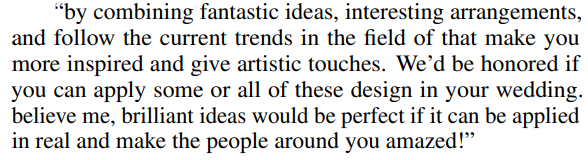 “by combining fantastic ideas, interesting arrangements,
and follow the current trends in the field of that make you
more inspired and give artistic touches. We’d be honored if
you can apply some or all of these design in your wedding.
believe me, brilliant ideas would be perfect if it can be applied
in real and make the people around you amazed!”